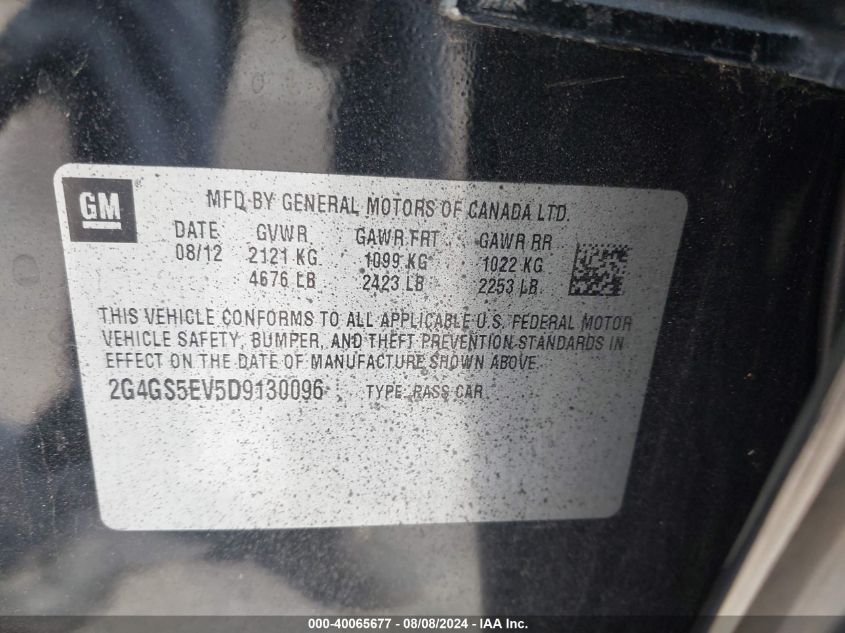 GM
MFD BY GENERAL MOTORS OF CANADA LTD.
DATE GVWR GAWR FRT GAWR RR
08/12 2121 KG 1099 KG 1022 KG
4676 LB 2423 LB 2253 LB
THIS VEHICLE CONFORMS TO ALL APPLICABLE U.S. FEDERAL MOTOR
VEHICLE SAFETY, BUMPER, AND THEFT PREVENTION STANDARDS IN
EFFECT ON THE DATE OF MANUFACTURE SHOWN ABOVE.
2G4GS5EV5D9130096 TYPE: PASS CAR
000-40065677 - 08/08/2024 - IAA Inc.